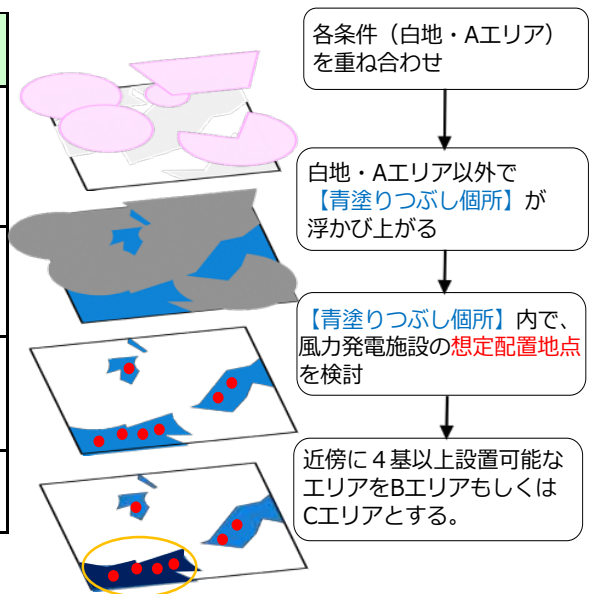 各条件（白地・Aエリア）
を重ね合わせ
白地・Aエリア以外で
【青塗りつぶし個所】が
浮かび上がる
【青塗りつぶし個所】内で、
風力発電施設の想定配置地点
を検討
近傍に４基以上設置可能な
エリアをBエリアもしくは
Cエリアとする。